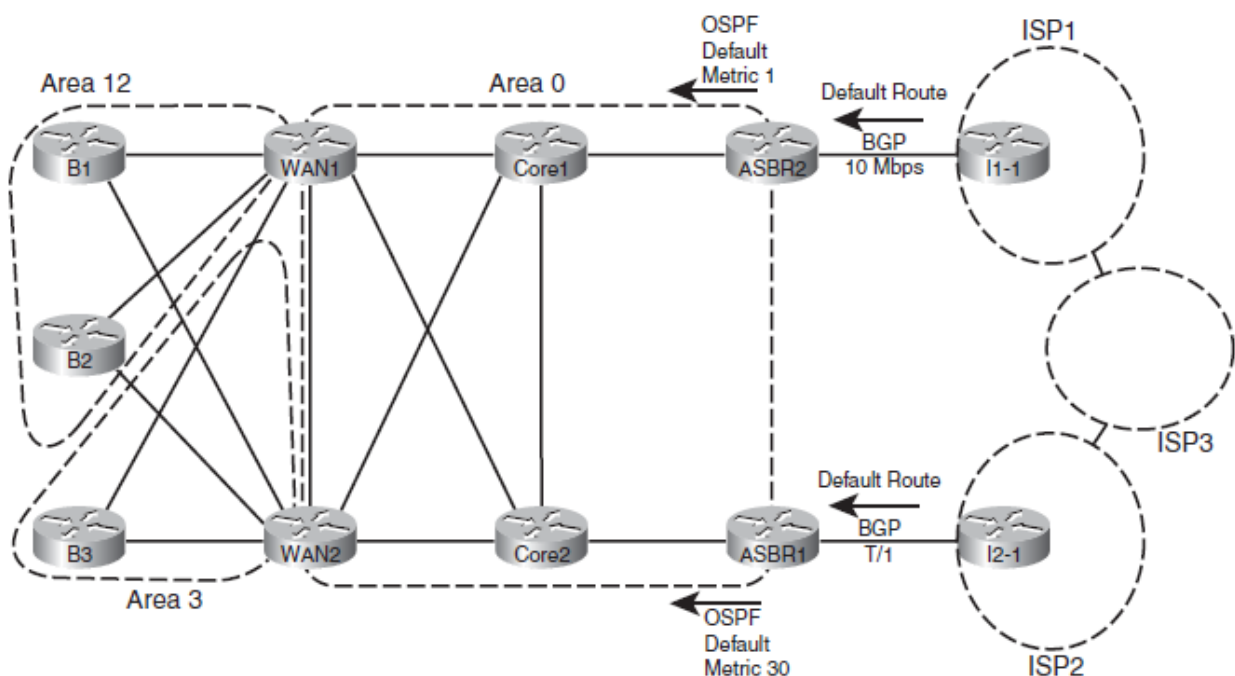 OSPF
Default
Metric 1
ISP1
Area 12
Area 0
Default Route
BGP
10 Mbps
B1
WAN1
Core1
ASBR2
I1-1
B2
ISP3
Default Route
BGP
T/1
B3
WAN2
Core2
ASBR1
I2-1
Area 3
OSPF
Default
Metric 30
ISP2